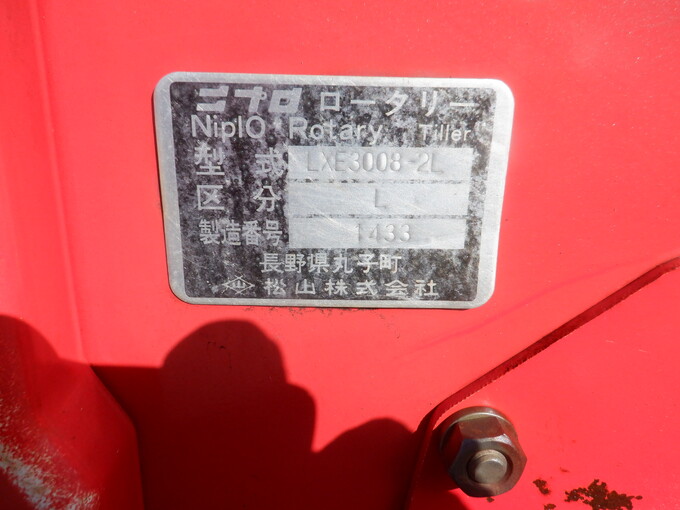 ニプロ ロータリー
NiplO Rotary Tiller
型式 LXE3008-2L
区分 L
製造番号 1433
長野県丸子町
松山株式会社